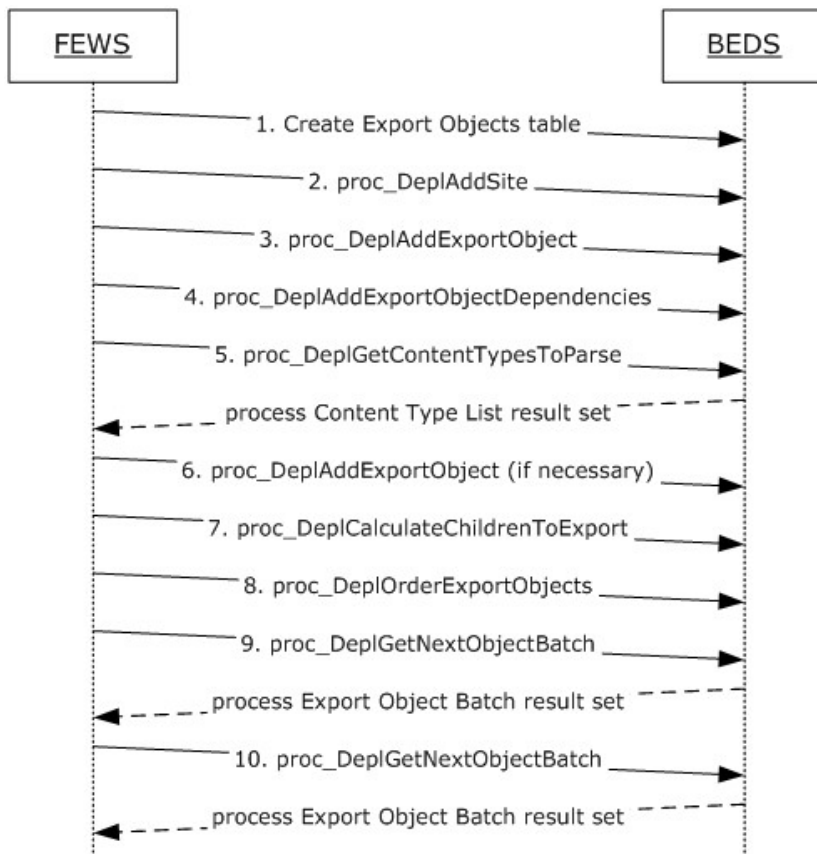 FEWS
BEDS
1. Create Export Objects table
2. proc_DeplAddSite
3. proc_DeplAddExportObject
4. proc_DeplAddExportObjectDependencies
5. proc_DeplGetContentTypesToParse
process Content Type List result set
6. proc_DeplAddExportObject (if necessary)
7. proc_DeplCalculateChildrenToExport
8. proc_DeplOrderExportObjects
9. proc_DeplGetNextObjectBatch
process Export Object Batch result set
10. proc_DeplGetNextObjectBatch
process Export Object Batch result set